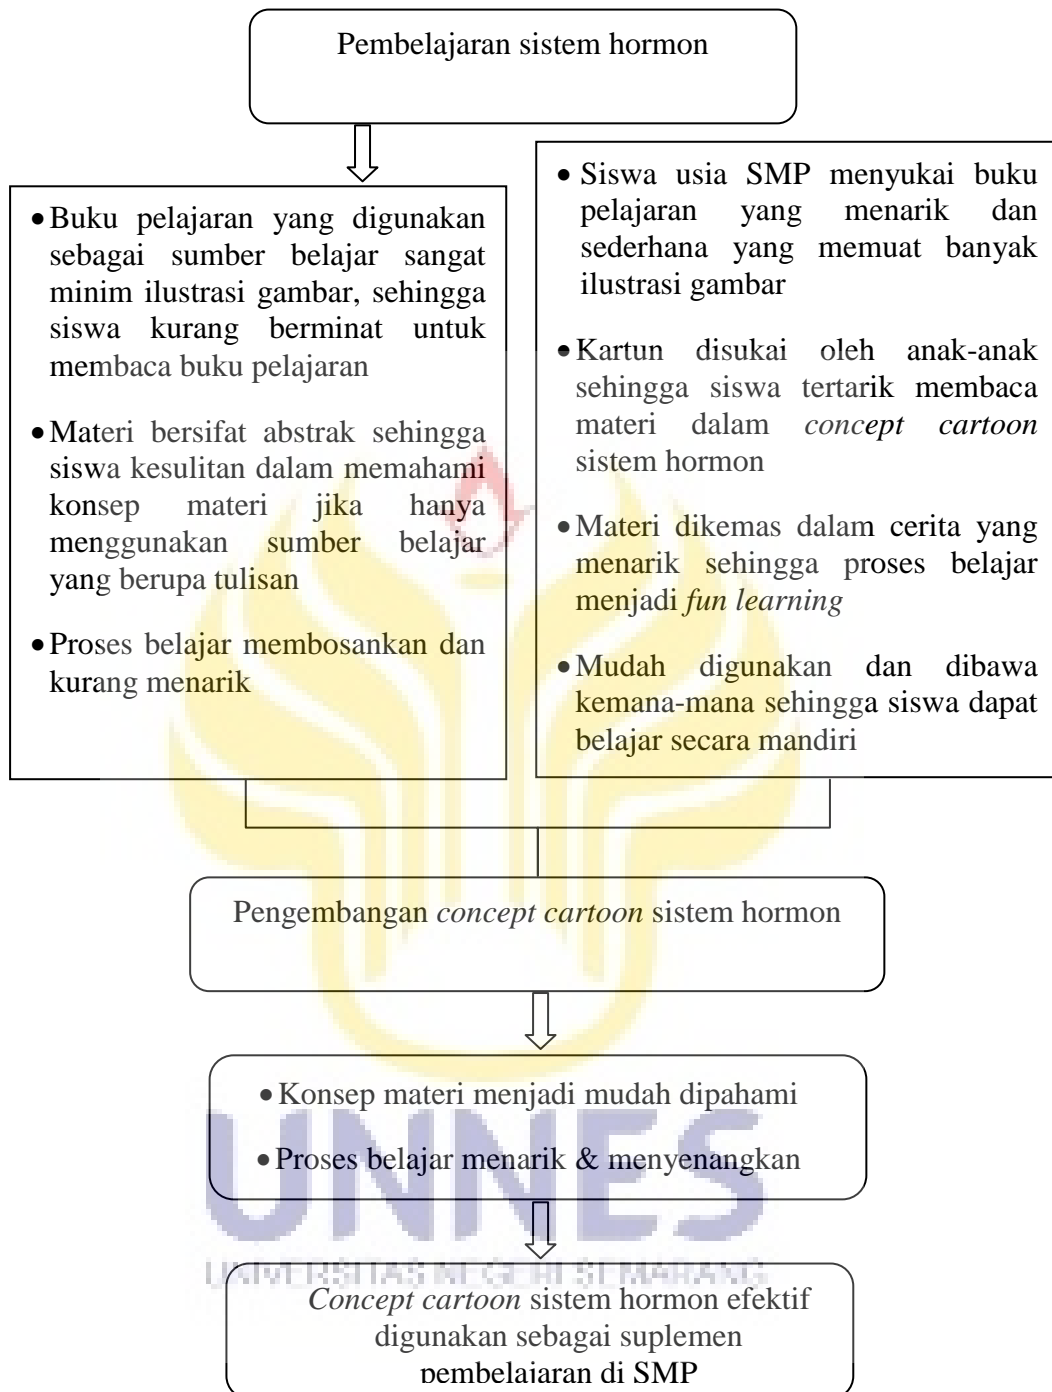 Pembelajaran sistem hormon
• Buku pelajaran yang digunakan
sebagai sumber belajar sangat
minim ilustrasi gambar, sehingga
siswa kurang berminat untuk
membaca buku pelajaran
• Materi bersifat abstrak sehingga
siswa kesulitan dalam memahami
konsep materi jika hanya
menggunakan sumber belajar
yang berupa tulisan
• Proses belajar membosankan dan
kurang menarik
• Siswa usia SMP menyukai buku
pelajaran yang menarik dan
sederhana yang memuat banyak
ilustrasi gambar
• Kartun disukai oleh anak-anak
sehingga siswa tertarik membaca
materi dalam concept cartoon
sistem hormon
• Materi dikemas dalam cerita yang
menarik sehingga proses belajar
menjadi fun learning
• Mudah digunakan dan dibawa
kemana-mana sehingga siswa dapat
belajar secara mandiri
Pengembangan concept cartoon sistem hormon
• Konsep materi menjadi mudah dipahami
• Proses belajar menarik & menyenangkan
UNNES
UNIVERSITAS NEGERI SEMARANG
Concept cartoon sistem hormon efektif
digunakan sebagai suplemen
pembelajaran di SMP